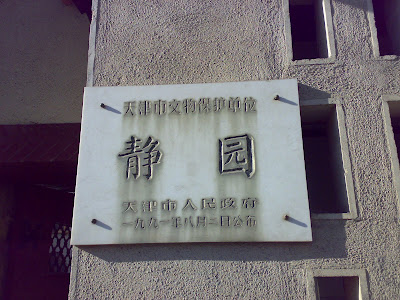 天津市文物保护单位
静园
天津市人民政府
一九九一年八月二日公布